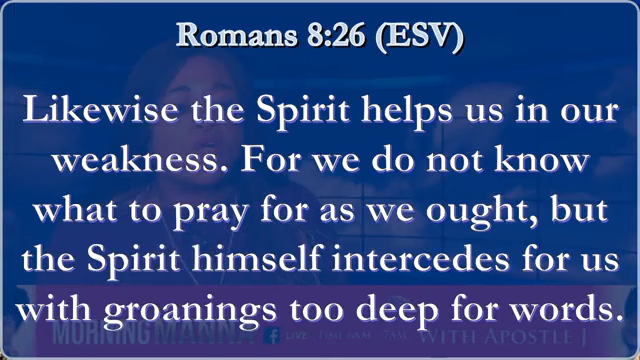 Romans 8:26 (ESV)
Likewise the Spirit helps us in our
weakness. For we do not know
what to pray for as we ought, but
the Spirit himself intercedes for us
with groanings too deep for words.
MORNING MANNA LIVE WITH APOSTLE J